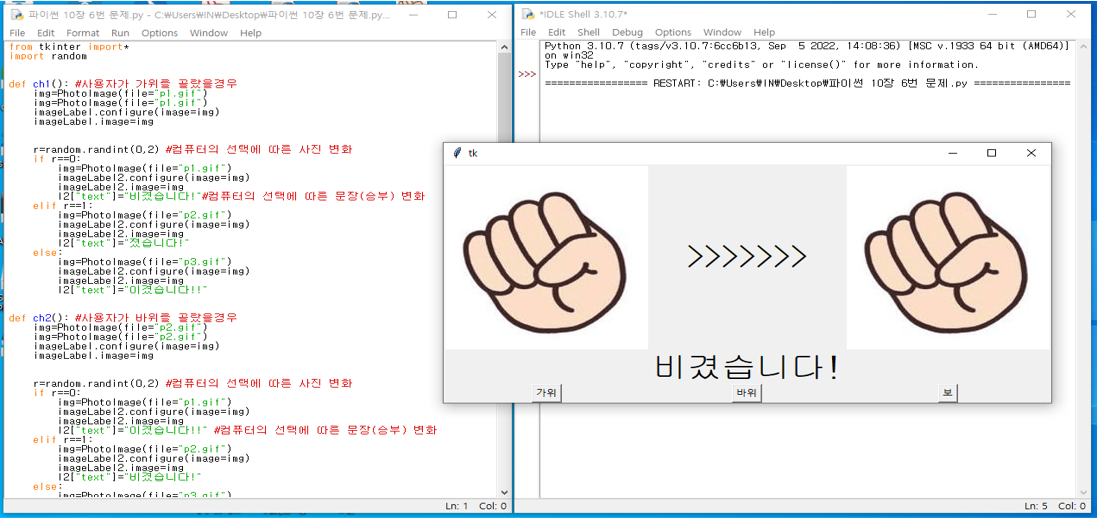 파이썬 10장 6번 문제.py - C:\Users\IN\Desktop\파이썬 10장 6번 문제.py...
File Edit Format Run Options Window Help
from tkinter import*
import random
def ch1(): #사용자가 가위를 골랐을경우
img=PhotoImage(file="p1.gif")
img=PhotoImage(file="p1.gif")
imageLabel.configure(image=img)
imageLabel.image=img
r=random.randint(0,2) #컴퓨터의 선택에 따른 사진 변화
if r==0:
img=PhotoImage(file="p1.gif")
imageLabel2.configure(image=img)
imageLabel2.image=img
l2["text"]="비겼습니다!"#컴퓨터의 선택에 따른 문장(승부) 변화
elif r==1:
img=PhotoImage(file="p2.gif")
imageLabel2.configure(image=img)
imageLabel2.image=img
l2["text"]="졌습니다!"
else:
img=PhotoImage(file="p3.gif")
imageLabel2.configure(image=img)
imageLabel2.image=img
l2["text"]="이겼습니다!!"
def ch2(): #사용자가 바위를 골랐을경우
img=PhotoImage(file="p2.gif")
img=PhotoImage(file="p2.gif")
imageLabel.configure(image=img)
imageLabel.image=img
r=random.randint(0,2) #컴퓨터의 선택에 따른 사진 변화
if r==0:
img=PhotoImage(file="p1.gif")
imageLabel2.configure(image=img)
imageLabel2.image=img
l2["text"]="이겼습니다!!" #컴퓨터의 선택에 따른 문장(승부) 변화
elif r==1:
img=PhotoImage(file="p2.gif")
imageLabel2.configure(image=img)
imageLabel2.image=img
l2["text"]="비겼습니다!"
else:
img=PhotoImage(file="p3.gif")
Ln: 1 Col: 0
*IDLE Shell 3.10.7*
File Edit Shell Debug Options Window Help
Python 3.10.7 (tags/v3.10.7:6cc6b13, Sep 5 2022, 14:08:36) [MSC v.1933 64 bit (AMD64)]
on win32
Type "help", "copyright", "credits" or "license()" for more information.
>>>
================= RESTART: C:\Users\IN\Desktop\파이썬 10장 6번 문제.py ================
tk
>>>>>>>
비겼습니다!
가위 바위 보
Ln: 5 Col: 0